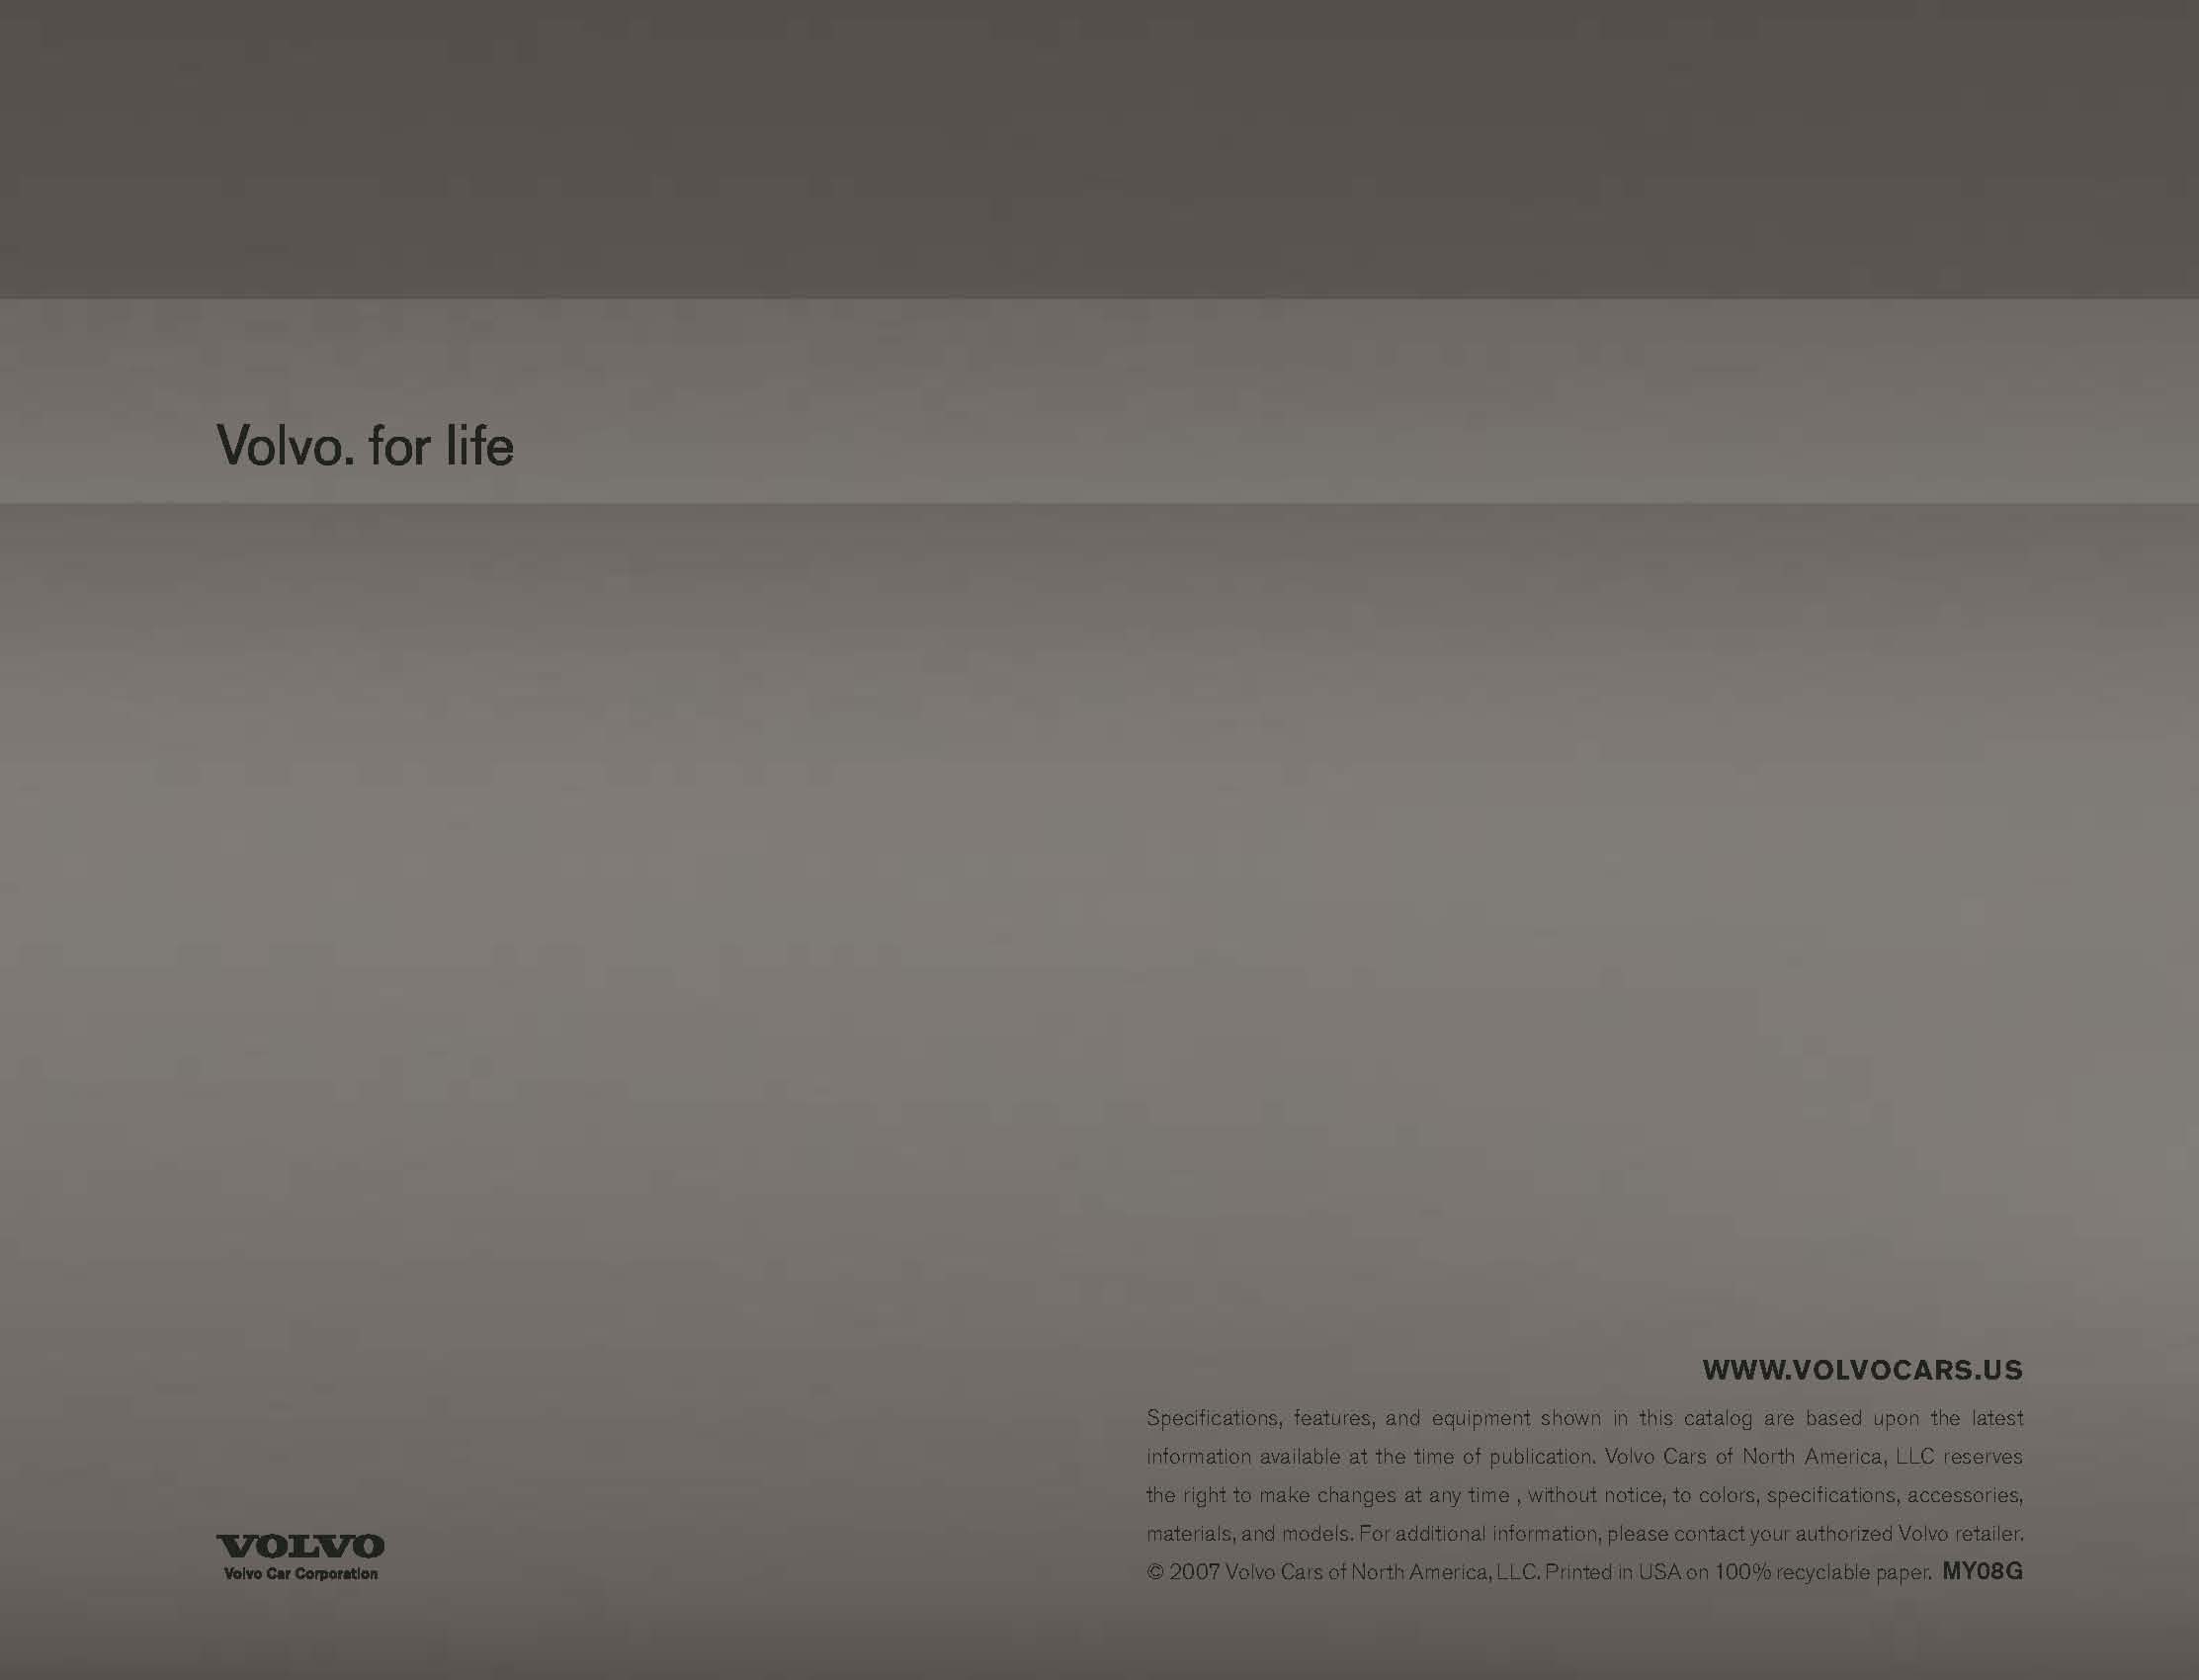 Volvo. for life
WWW.VOLVOCARS.US
Specifications, features, and equipment shown in this catalog are based upon the latest
information available at the time of publication. Volvo Cars of North America, LLC reserves
the right to make changes at any time , without notice, to colors, specifications, accessories,
materials, and models. For additional information, please contact your authorized Volvo retailer.
© 2007 Volvo Cars of North America, LLC. Printed in USA on 100% recyclable paper. MY08G
VOLVO
Volvo Car Corporation